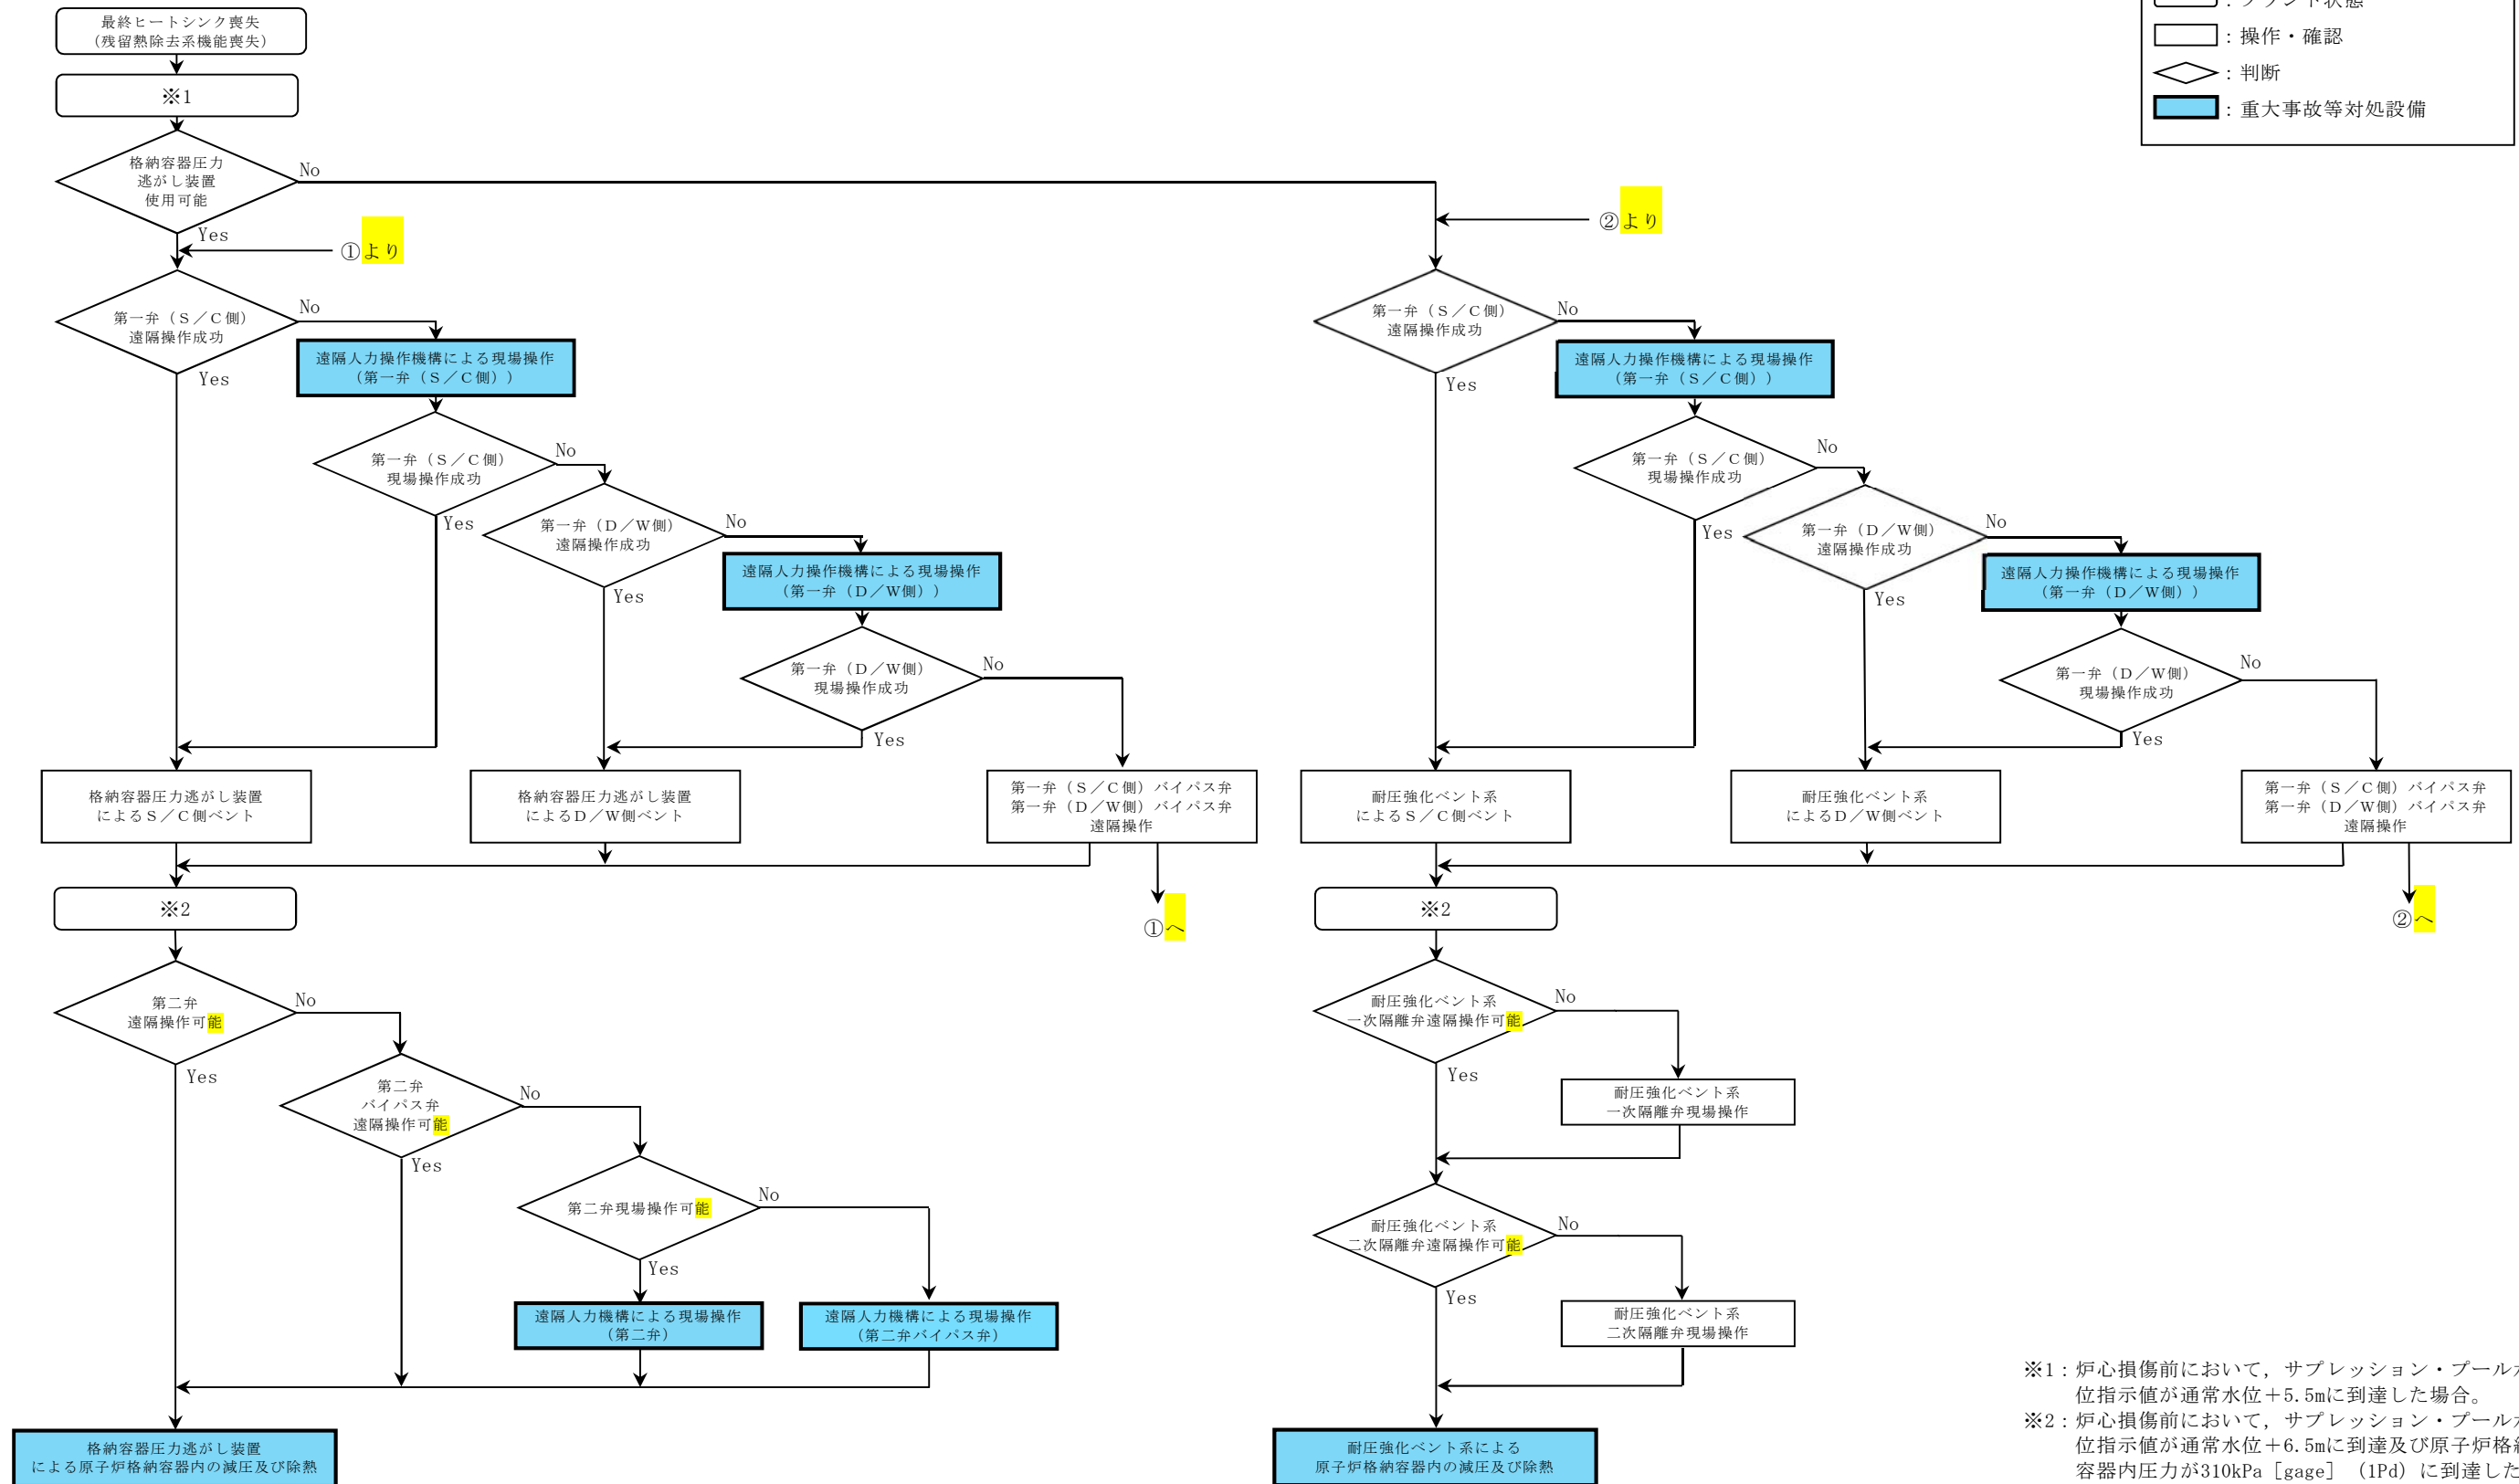 最終ヒートシンク喪失
（残留熱除去系機能喪失）
※1
格納容器圧力
逃がし装置
使用可能
No
Yes
①より
第一弁（Ｓ／Ｃ側）
遠隔操作成功
No
Yes
遠隔人力操作機構による現場操作
（第一弁（Ｓ／Ｃ側））
第一弁（Ｓ／Ｃ側）
現場操作成功
No
Yes
第一弁（Ｄ／Ｗ側）
遠隔操作成功
No
Yes
遠隔人力操作機構による現場操作
（第一弁（Ｄ／Ｗ側））
第一弁（Ｄ／Ｗ側）
現場操作成功
No
Yes
格納容器圧力逃がし装置
によるＳ／Ｃ側ベント
格納容器圧力逃がし装置
によるＤ／Ｗ側ベント
第一弁（Ｓ／Ｃ側）バイパス弁
第一弁（Ｄ／Ｗ側）バイパス弁
遠隔操作
①へ
※2
第二弁
遠隔操作可能
No
Yes
第二弁
バイパス弁
遠隔操作可能
No
Yes
第二弁現場操作可能
No
Yes
遠隔人力機構による現場操作
（第二弁）
遠隔人力機構による現場操作
（第二弁バイパス弁）
格納容器圧力逃がし装置
による原子炉格納容器内の減圧及び除熱
②より
第一弁（Ｓ／Ｃ側）
遠隔操作成功
No
Yes
遠隔人力操作機構による現場操作
（第一弁（Ｓ／Ｃ側））
第一弁（Ｓ／Ｃ側）
現場操作成功
No
Yes
第一弁（Ｄ／Ｗ側）
遠隔操作成功
No
Yes
遠隔人力操作機構による現場操作
（第一弁（Ｄ／Ｗ側））
第一弁（Ｄ／Ｗ側）
現場操作成功
No
Yes
耐圧強化ベント系
によるＳ／Ｃ側ベント
耐圧強化ベント系
によるＤ／Ｗ側ベント
第一弁（Ｓ／Ｃ側）バイパス弁
第一弁（Ｄ／Ｗ側）バイパス弁
遠隔操作
②へ
※2
耐圧強化ベント系
一次隔離弁遠隔操作可能
No
Yes
耐圧強化ベント系
一次隔離弁現場操作
耐圧強化ベント系
二次隔離弁遠隔操作可能
No
Yes
耐圧強化ベント系
二次隔離弁現場操作
耐圧強化ベント系による
原子炉格納容器内の減圧及び除熱
：プラント状態
：操作・確認
：判断
：重大事故等対処設備
※1：炉心損傷前において，サプレッション・プール
位指示値が通常水位＋5.5mに到達した場合。
※2：炉心損傷前において，サプレッション・プール
位指示値が通常水位＋6.5mに到達及び原子炉格
容器内圧力が310kPa［gage］（1Pd）に到達した